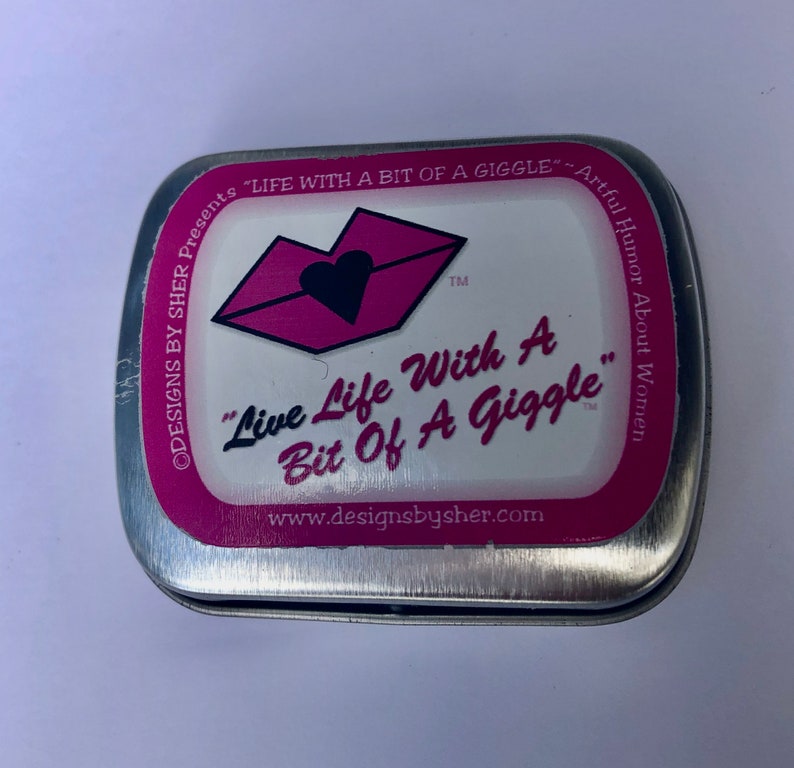 ©DESIGNS BY SHER Presents "LIFE WITH A BIT OF A GIGGLE" ~ Artful Humor About Women
TM
"Live Life With A
Bit Of A Giggle"
TM
www.designsbysher.com